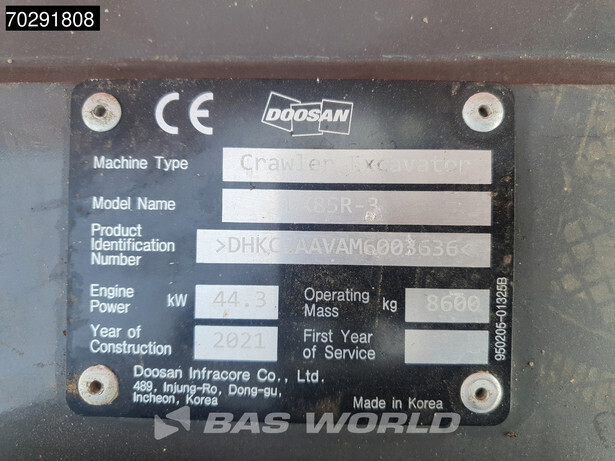 70291808
CE
DOOSAN
Machine Type Crawler Excavator
Model Name
Product
Identification
Number
Engine
Power kW 44.3
Operating
Mass kg 8600
Year of
Construction 2021
First Year
of Service
Doosan Infracore Co., Ltd.
489, Injung-Ro, Dong-gu,
Incheon, Korea
Made in Korea
950205-01325B
BAS WORLD